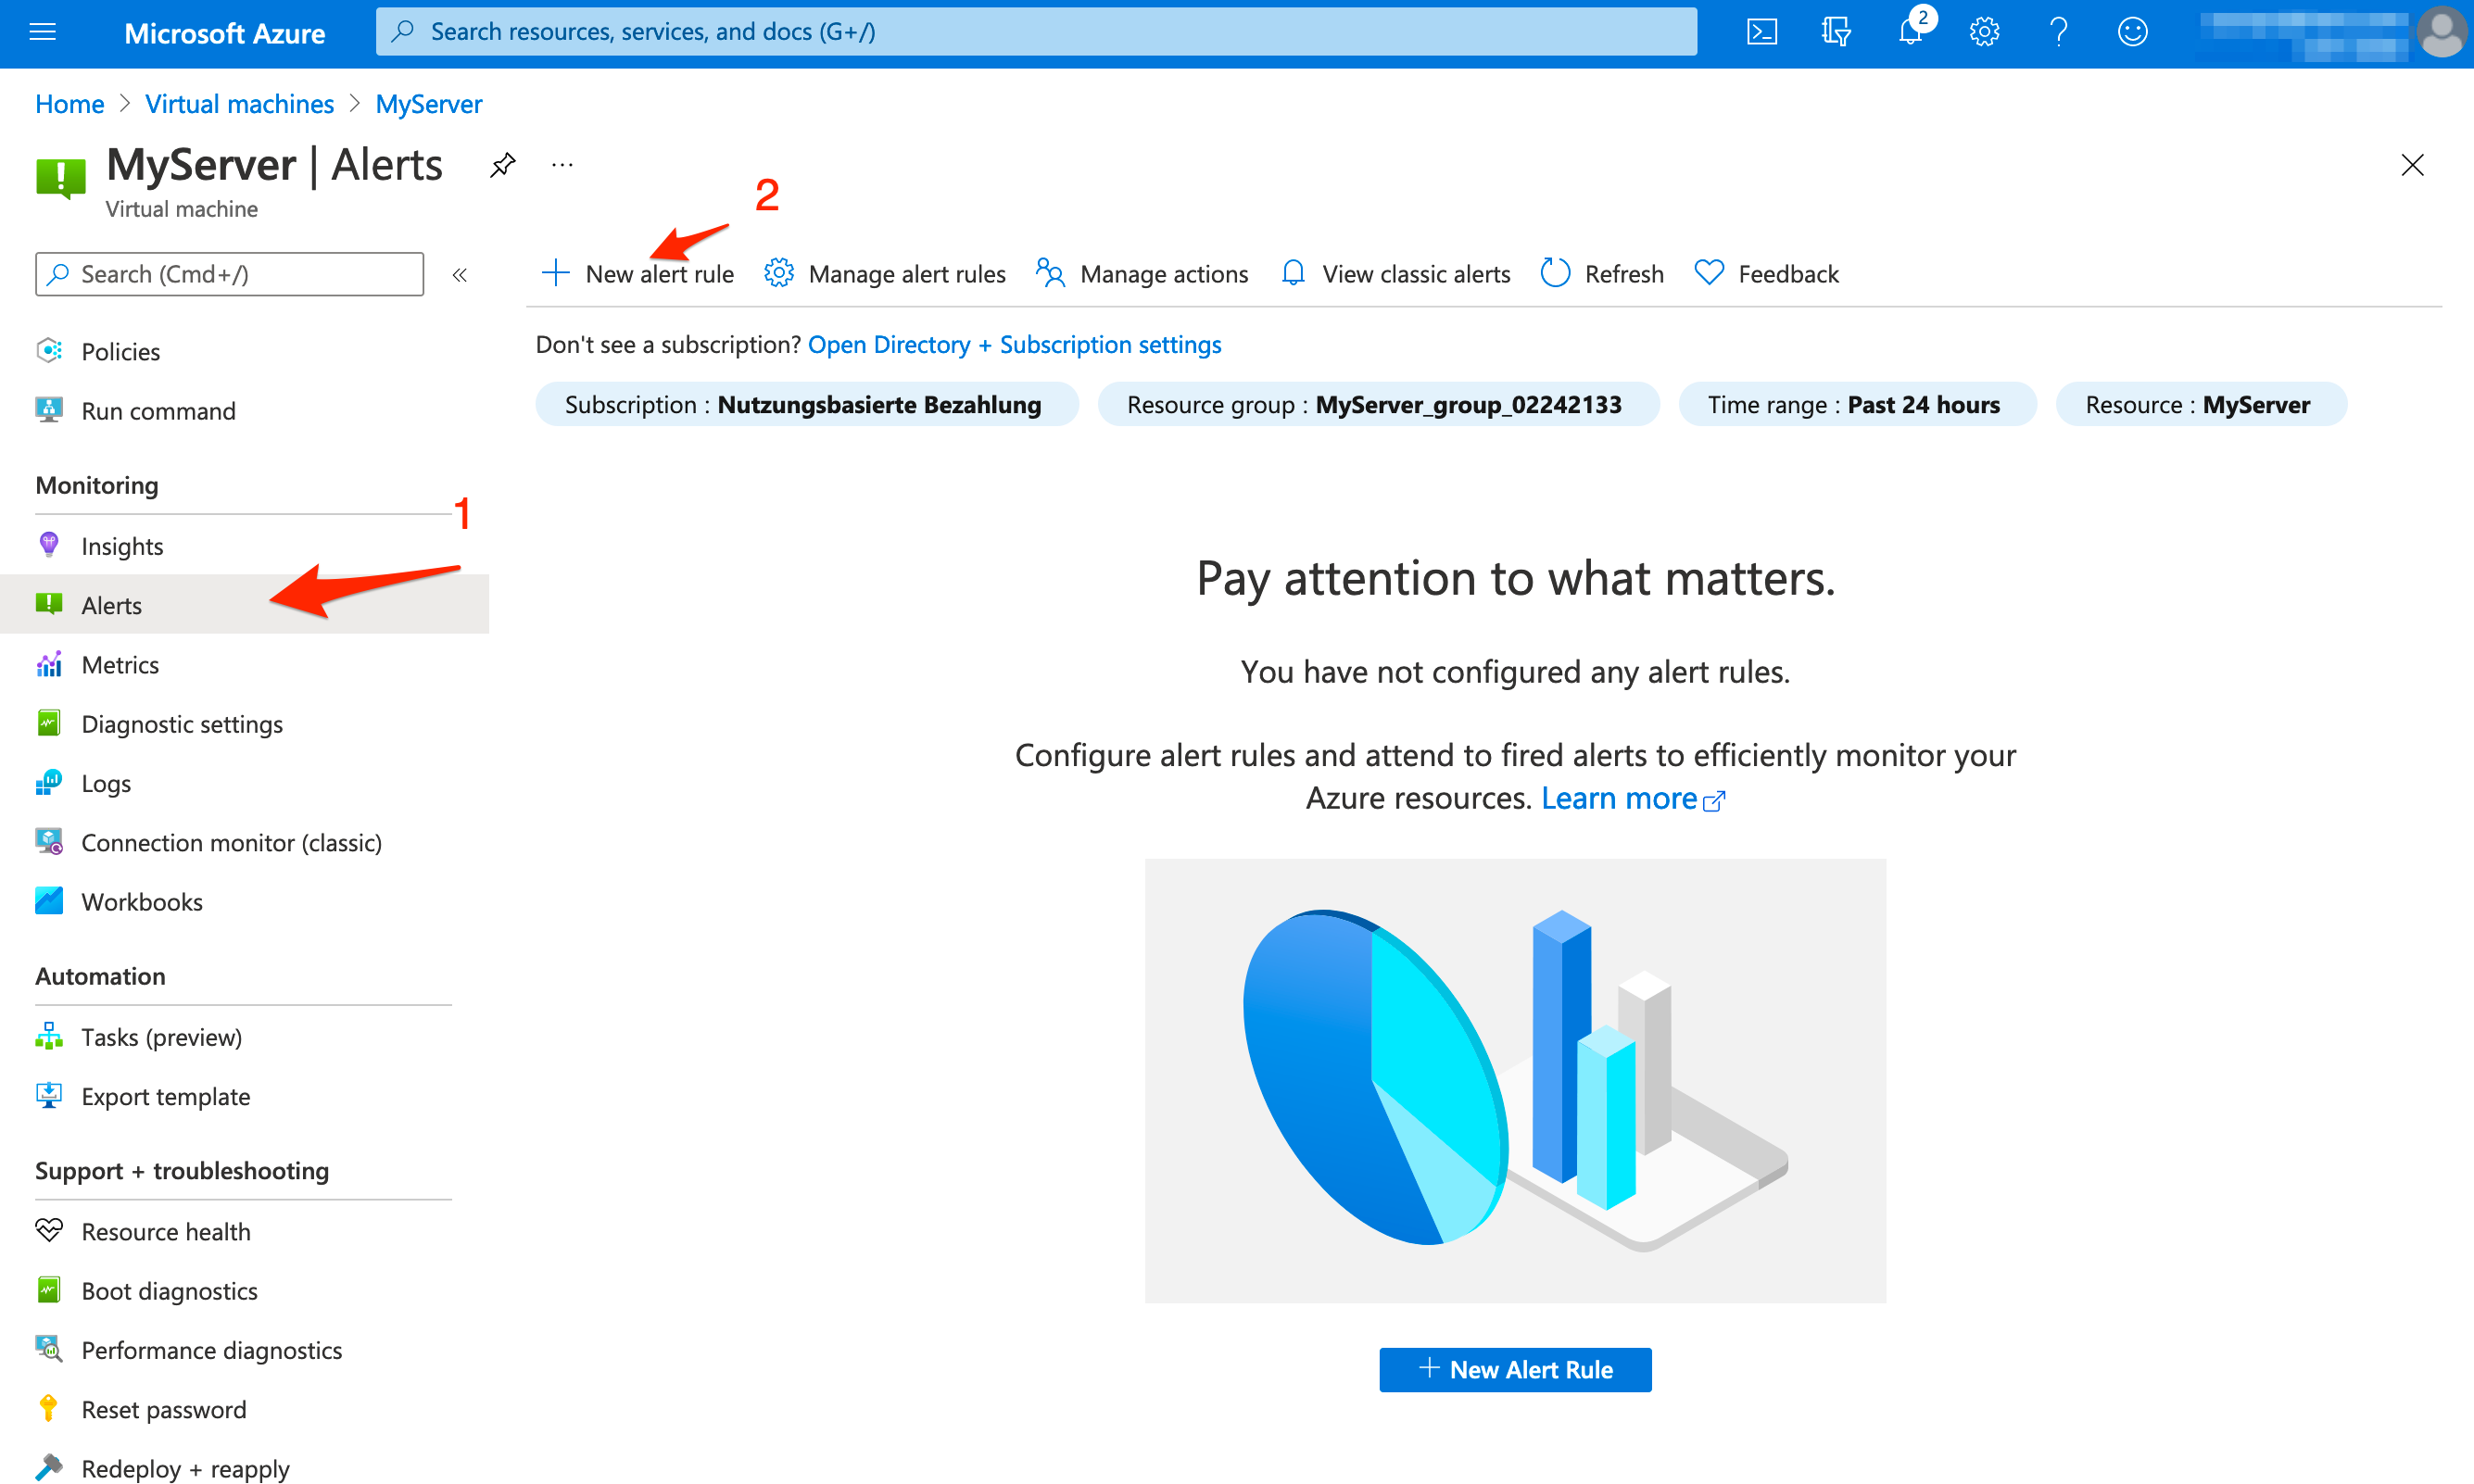 Microsoft Azure
Search resources, services, and docs (G+/)
2
Home > Virtual machines > MyServer
MyServer | Alerts
...
Virtual machine
2
Search (Cmd+/)
«
New alert rule
Manage alert rules
Manage actions
View classic alerts
Refresh
Feedback
Policies
Run command
Monitoring
1
Insights
Alerts
Metrics
Diagnostic settings
Logs
Connection monitor (classic)
Workbooks
Automation
Tasks (preview)
Export template
Support + troubleshooting
Resource health
Boot diagnostics
Performance diagnostics
Reset password
Redeploy + reapply
Don't see a subscription? Open Directory + Subscription settings
Subscription : Nutzungsbasierte Bezahlung
Resource group : MyServer_group_02242133
Time range : Past 24 hours
Resource : MyServer
Pay attention to what matters.
You have not configured any alert rules.
Configure alert rules and attend to fired alerts to efficiently monitor your
Azure resources. Learn more
New Alert Rule